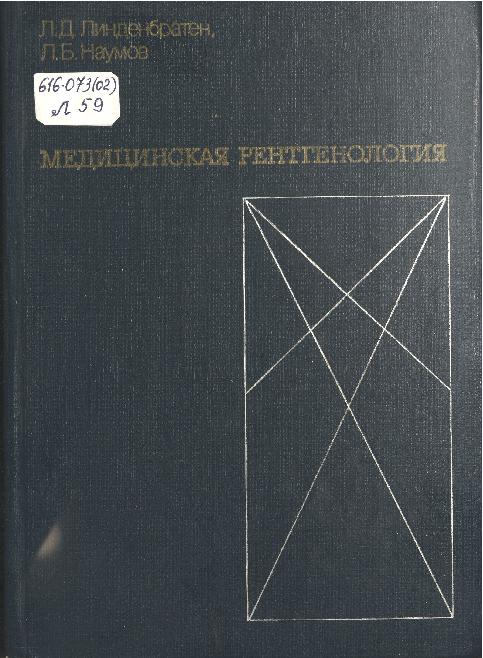 Л.Д. Линденбратен,
Л.Б. Наумов
616-073(02)
Л 59
МЕДИЦИНСКАЯ РЕНТГЕНОЛОГИЯ